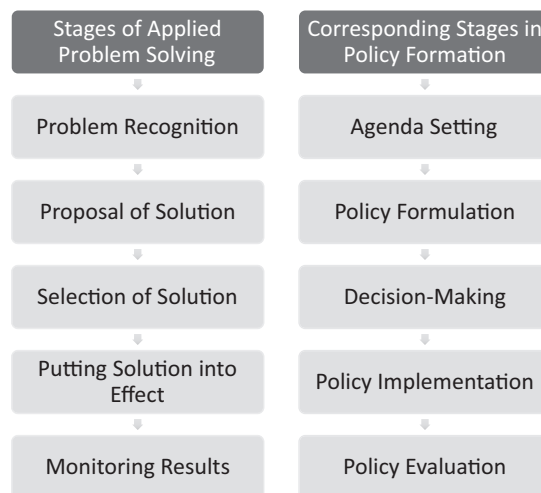 Stages of Applied
Problem Solving
Problem Recognition
Proposal of Solution
Selection of Solution
Putting Solution into
Effect
Monitoring Results
Corresponding Stages in
Policy Formation
Agenda Setting
Policy Formulation
Decision-Making
Policy Implementation
Policy Evaluation